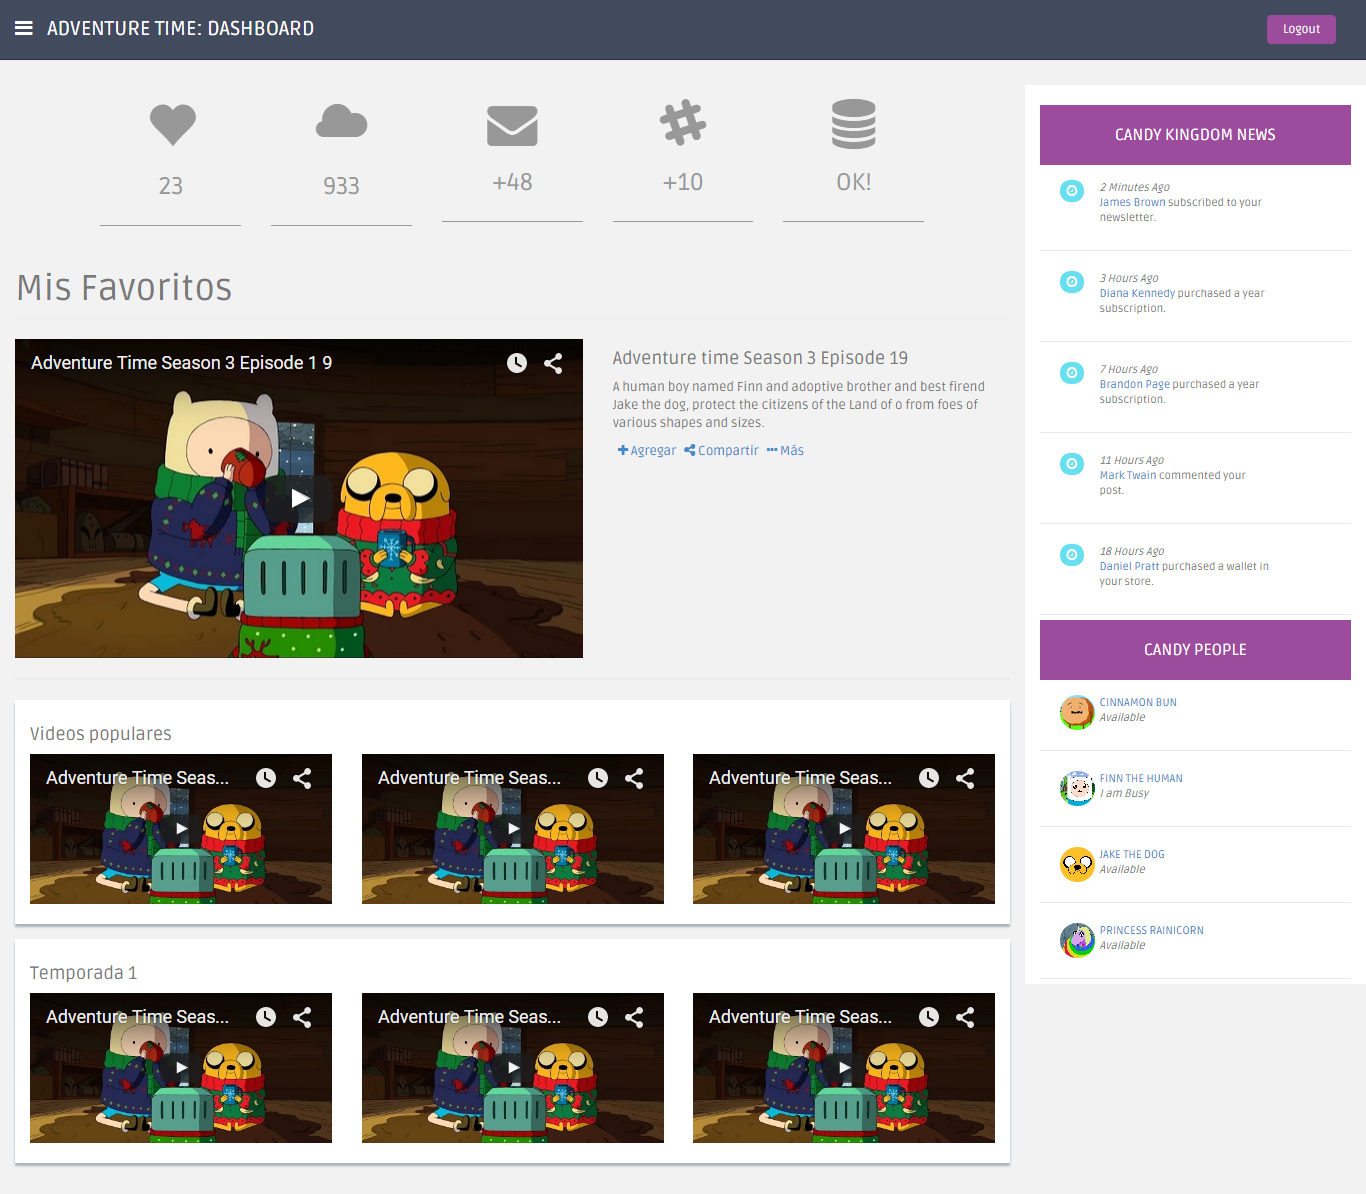 ADVENTURE TIME: DASHBOARD
Logout
23
933
+48
+10
OK!
Mis Favoritos
Adventure Time Season 3 Episode 1 9
Adventure time Season 3 Episode 19
A human boy named Finn and adoptive brother and best firend
Jake the dog, protect the citizens of the Land of o from foes of
various shapes and sizes.
Agregar Compartir Más
Videos populares
Adventure Time Seas...
Adventure Time Seas...
Adventure Time Seas...
Temporada 1
Adventure Time Seas...
Adventure Time Seas...
Adventure Time Seas...
CANDY KINGDOM NEWS
2 Minutes Ago
James Brown subscribed to your
newsletter.
3 Hours Ago
Diana Kennedy purchased a year
subscription.
7 Hours Ago
Brandon Page purchased a year
subscription.
11 Hours Ago
Mark Twain commented your
post.
18 Hours Ago
Daniel Pratt purchased a wallet in
your store.
CANDY PEOPLE
CINNAMON BUN
Available
FINN THE HUMAN
I am Busy
JAKE THE DOG
Available
PRINCESS RAINICORN
Available